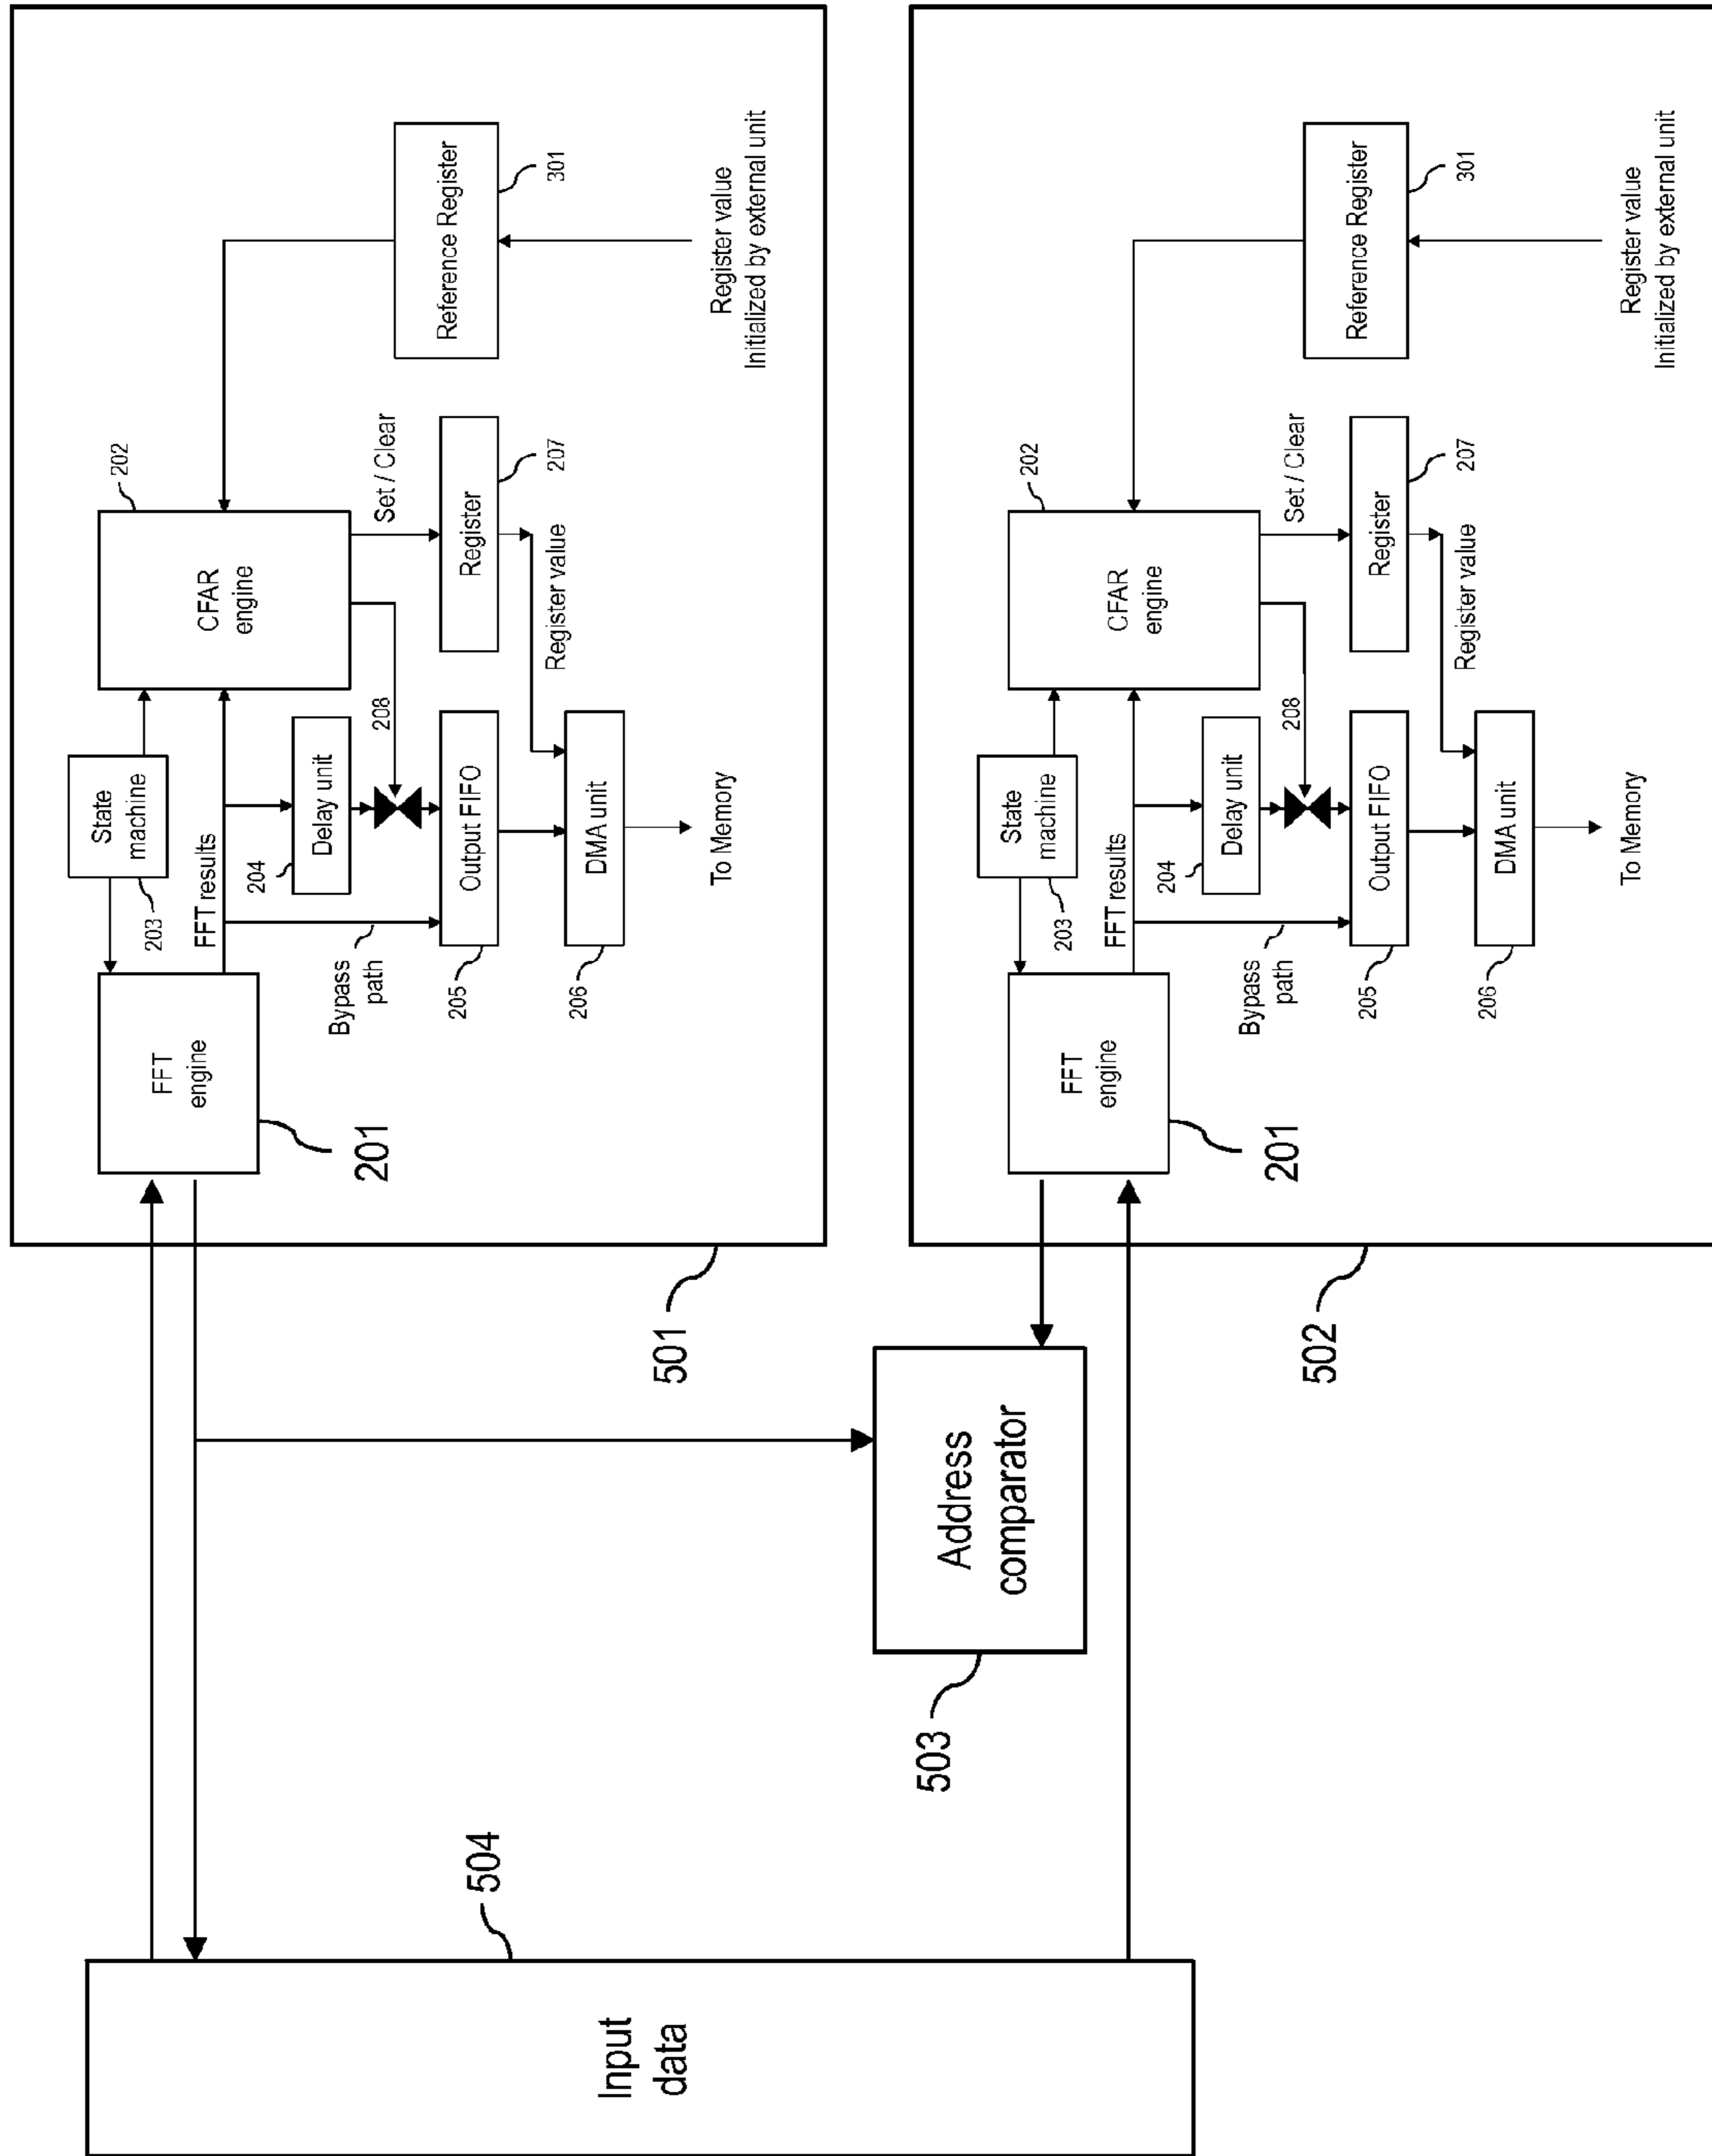 Input
data
504
503
Address
comparator
501
201
FFT
engine
203
State
machine
FFT results
Bypass
path
204
Delay unit
208
205
Output FIFO
206
DMA unit
To Memory
202
CFAR
engine
Set / Clear
Register
207
Register value
Reference Register
301
Register value
Initialized by external unit
502
201
FFT
engine
203
State
machine
FFT results
Bypass
path
204
Delay unit
208
205
Output FIFO
206
DMA unit
To Memory
202
CFAR
engine
Set / Clear
Register
207
Register value
Reference Register
301
Register value
Initialized by external unit